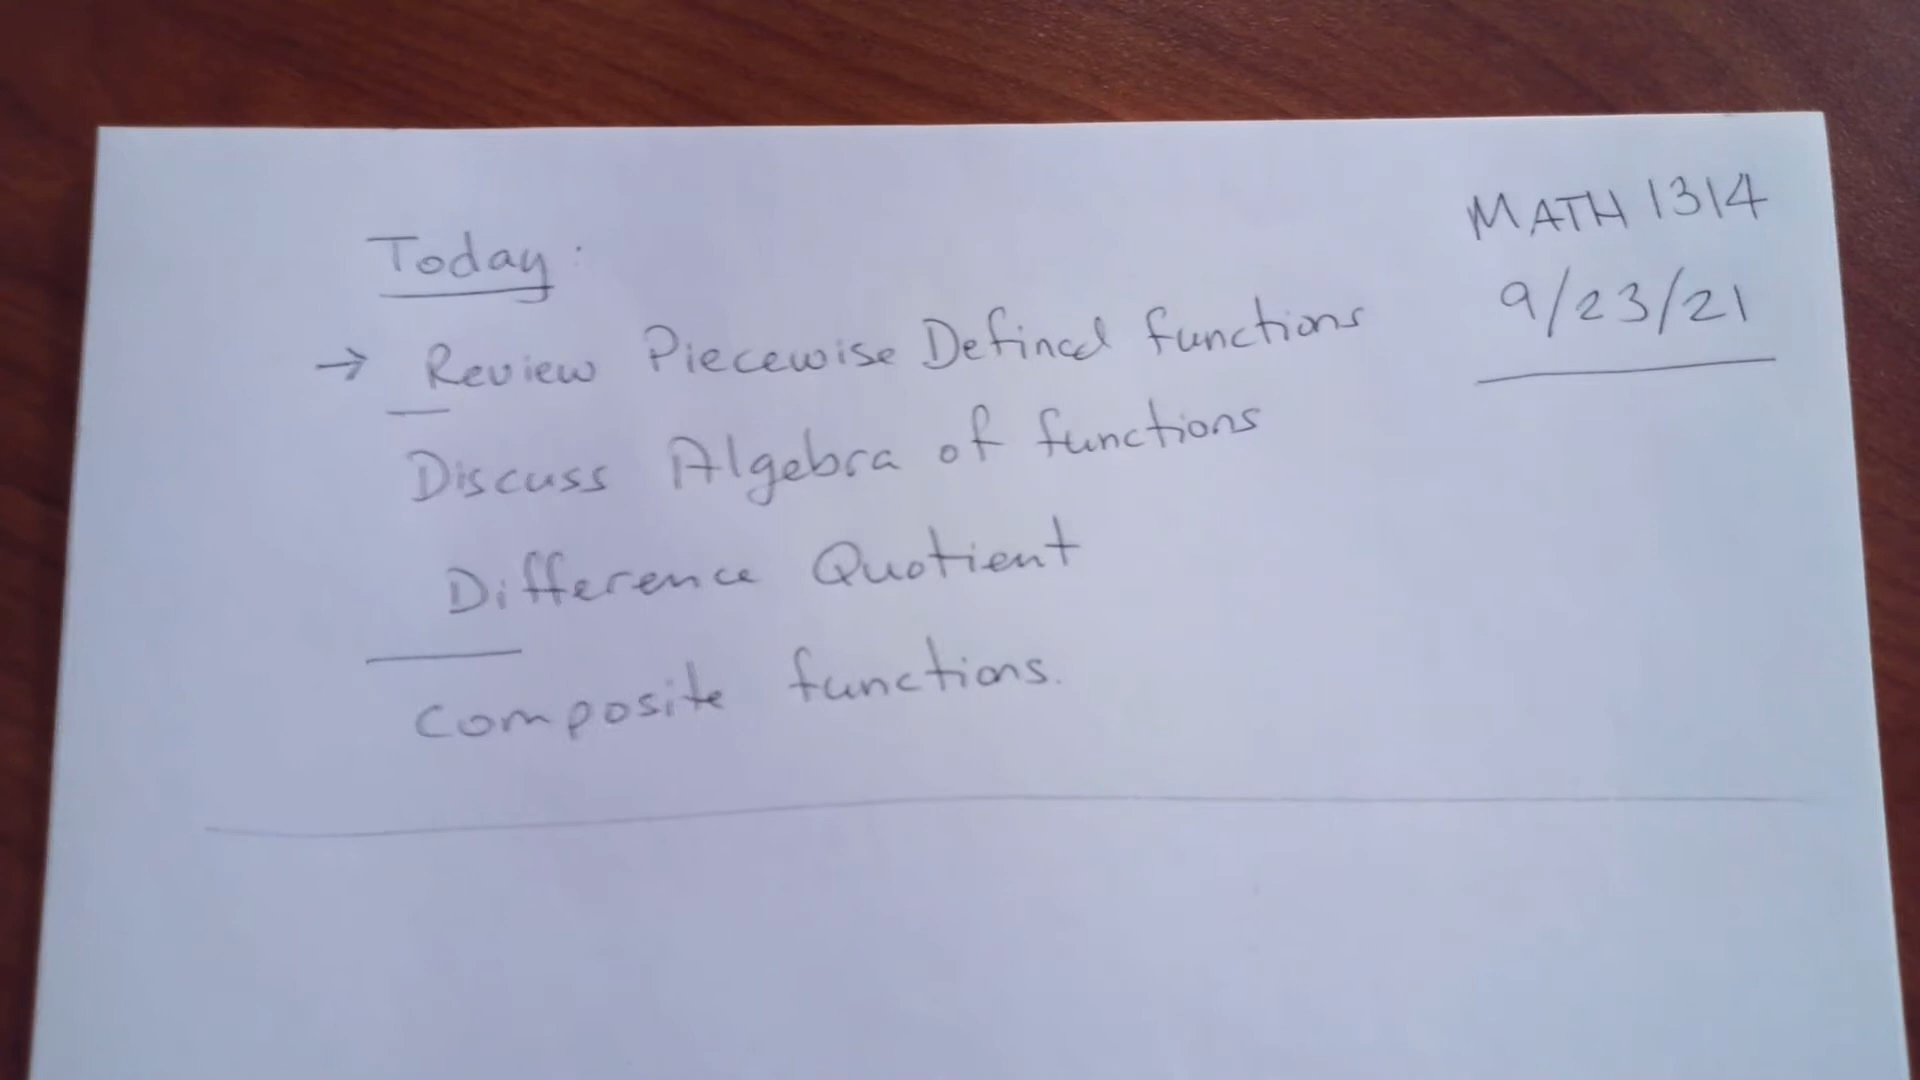 MATH 1314
9/23/21
Today:
→ Review Piecewise Defined functions
Discuss Algebra of functions
Difference Quotient
Composite functions.